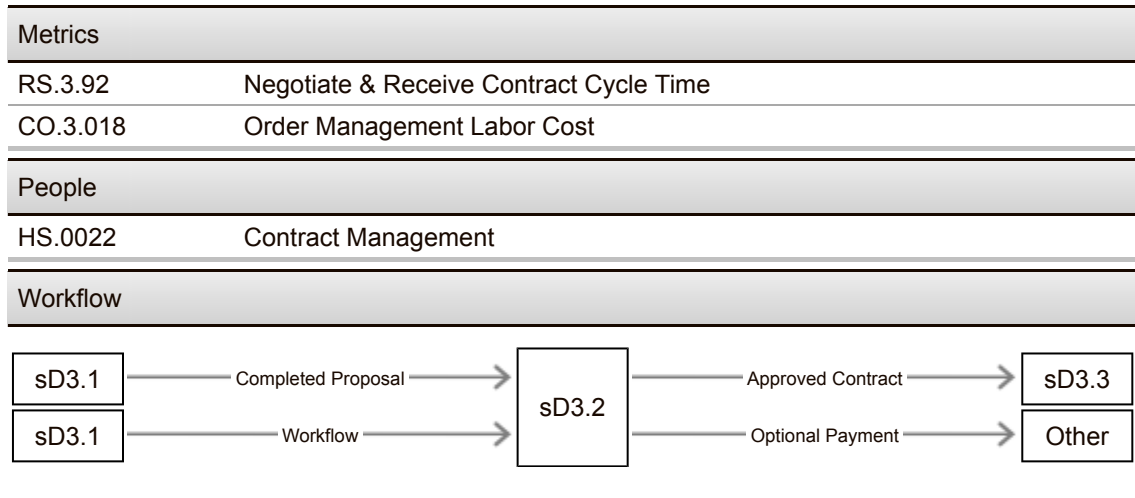 Metrics
RS.3.92 Negotiate & Receive Contract Cycle Time
CO.3.018 Order Management Labor Cost
People
HS.0022 Contract Management
Workflow
sD3.1 Completed Proposal sD3.2 Approved Contract sD3.3
sD3.1 Workflow Optional Payment Other